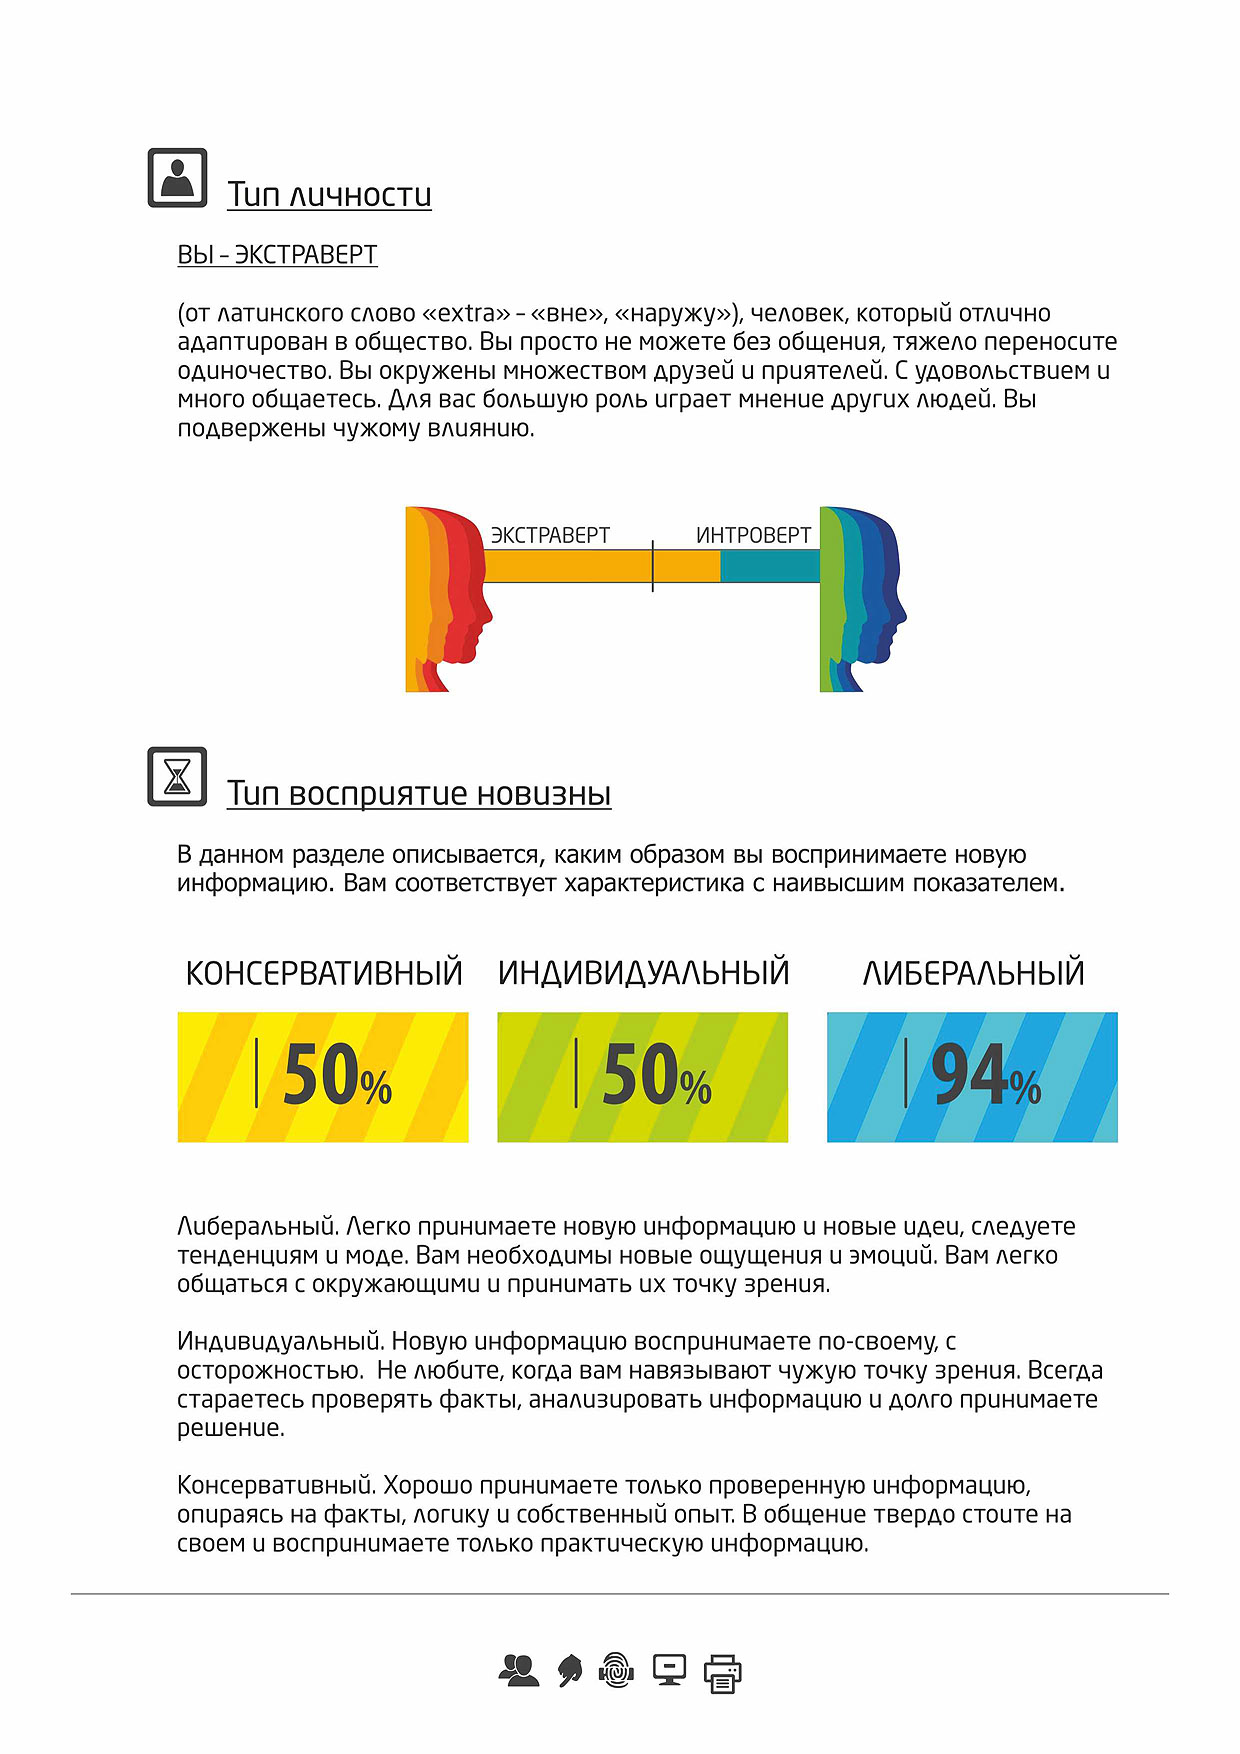 Тип личности
ВЫ – ЭКСТРАВЕРТ
(от латинского слово «extra» – «вне», «наружу»), человек, который отлично
адаптирован в общество. Вы просто не можете без общения, тяжело переносите
одиночество. Вы окружены множеством друзей и приятелей. С удовольствием и
много общаетесь. Для вас большую роль играет мнение других людей. Вы
подвержены чужому влиянию.
ЭКСТРАВЕРТ ИНТРОВЕРТ
Тип восприятие новизны
В данном разделе описывается, каким образом вы воспринимаете новую
информацию. Вам соответствует характеристика с наивысшим показателем.
КОНСЕРВАТИВНЫЙ ИНДИВИДУАЛЬНЫЙ ЛИБЕРАЛЬНЫЙ
50% 50% 94%
Либеральный. Легко принимаете новую информацию и новые идеи, следуете
тенденциям и моде. Вам необходимы новые ощущения и эмоций. Вам легко
общаться с окружающими и принимать их точку зрения.
Индивидуальный. Новую информацию воспринимаете по-своему, с
осторожностью.  Не любите, когда вам навязывают чужую точку зрения. Всегда
стараетесь проверять факты, анализировать информацию и долго принимаете
решение.
Консервативный. Хорошо принимаете только проверенную информацию,
опираясь на факты, логику и собственный опыт. В общение твердо стоите на
своем и воспринимаете только практическую информацию.